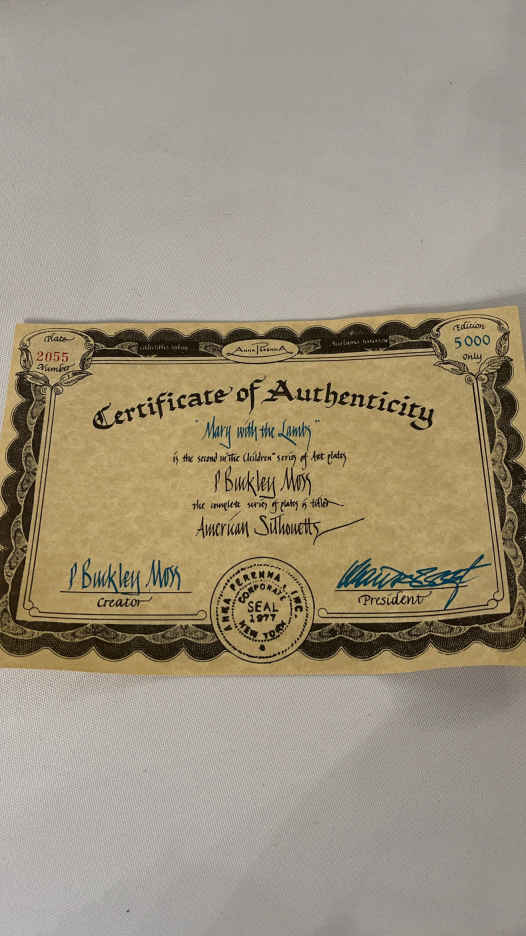 Plate
2055
Number
Anna Perenna
Edition
5000
only
Certificate of Authenticity
"Mary with the Lambs"
is the second in the "Children" series of Art plates
P Buckley Moss
The complete series of plates is titled
American Silhouettes
P Buckley Moss
Creator
ANNA PERENNA, INC.
CORPORATE
SEAL
1977
NEW YORK
President